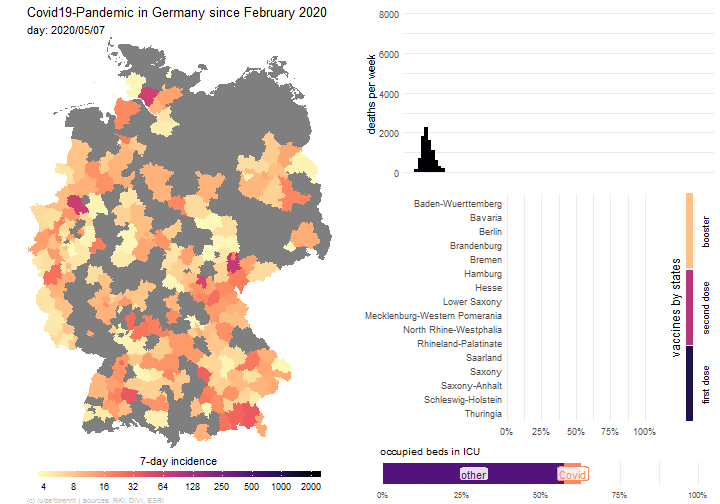 Covid19-Pandemic in Germany since February 2020
day: 2020/05/07
7-day incidence
4 8 16 32 64 125 250 500 1000 2000
(c) /u/zeitbremt | sources: RKI, DIVI, ESRI
deaths per week
8000
6000
4000
2000
0
Baden-Wuerttemberg
Bavaria
Berlin
Brandenburg
Bremen
Hamburg
Hesse
Lower Saxony
Mecklenburg-Western Pomerania
North Rhine-Westphalia
Rhineland-Palatinate
Saarland
Saxony
Saxony-Anhalt
Schleswig-Holstein
Thuringia
0% 25% 50% 75% 100%
vaccines by states
booster
second dose
first dose
occupied beds in ICU
other Covid
0% 25% 50% 75% 100%